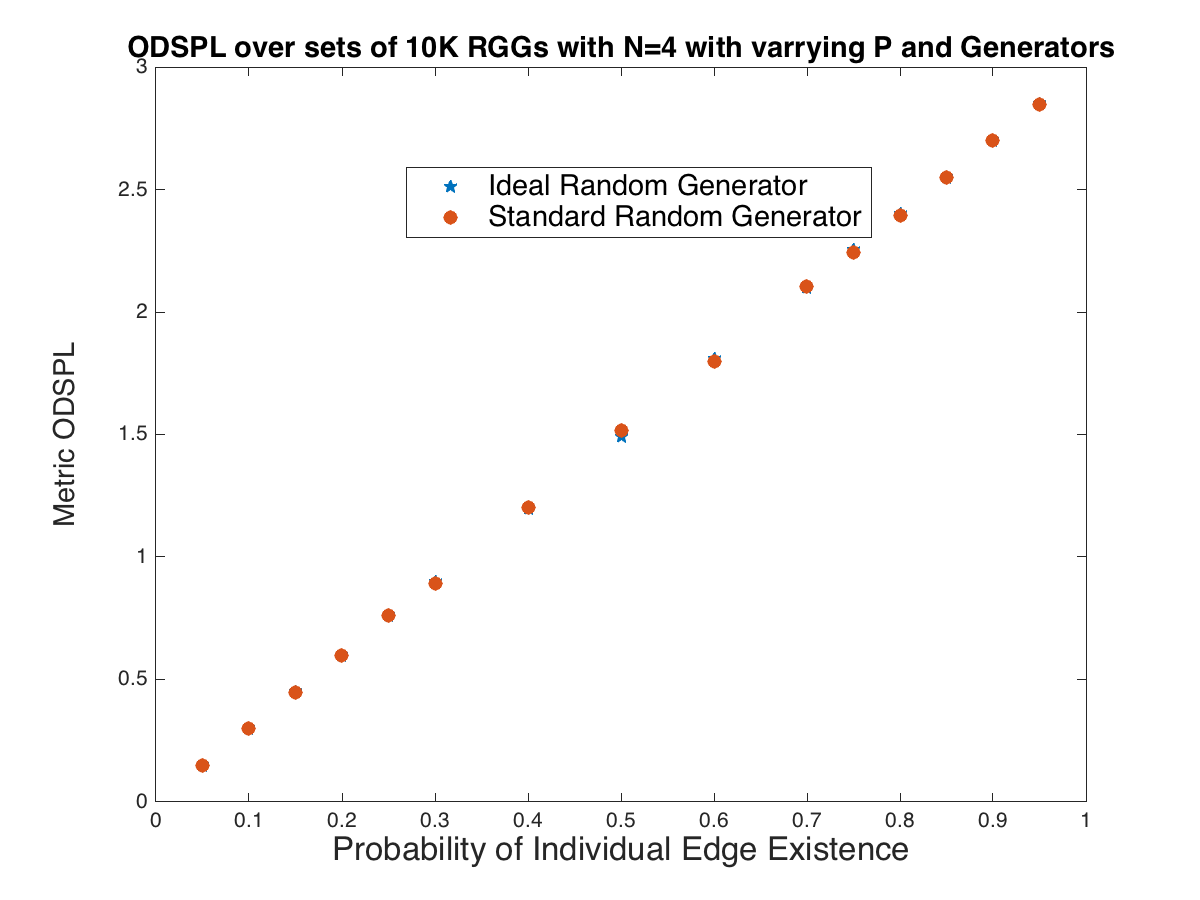 ODSPL over sets of 10K RGGs with N=4 with varrying P and Generators
3
2.5
2
1.5
1
0.5
0
Metric ODSPL
Ideal Random Generator
Standard Random Generator
0 0.1 0.2 0.3 0.4 0.5 0.6 0.7 0.8 0.9 1
Probability of Individual Edge Existence